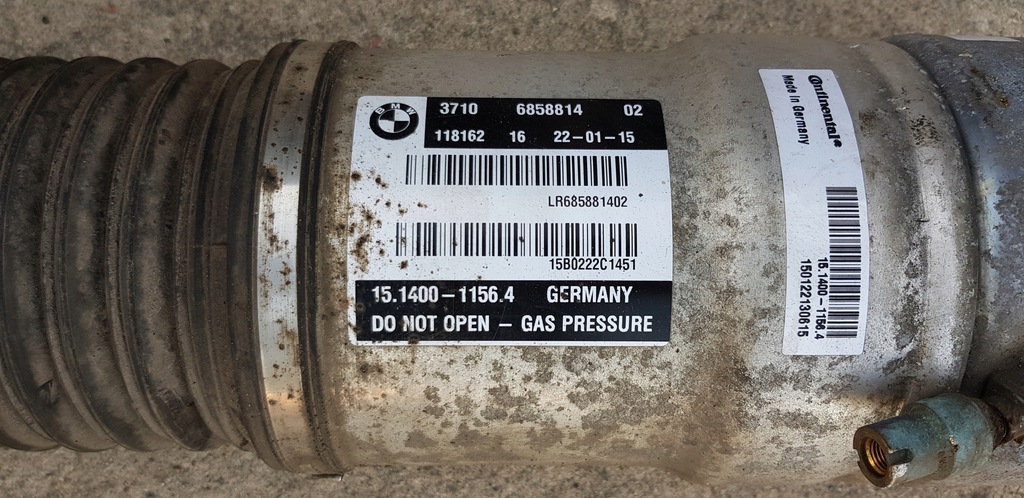 BMW
3710 6858814 02
118162 16 22-01-15
LR685881402
15B0222C1451
15.1400-1156.4 GERMANY
DO NOT OPEN - GAS PRESSURE
Continental
Made in Germany
15.1400-1156.4
150122130615